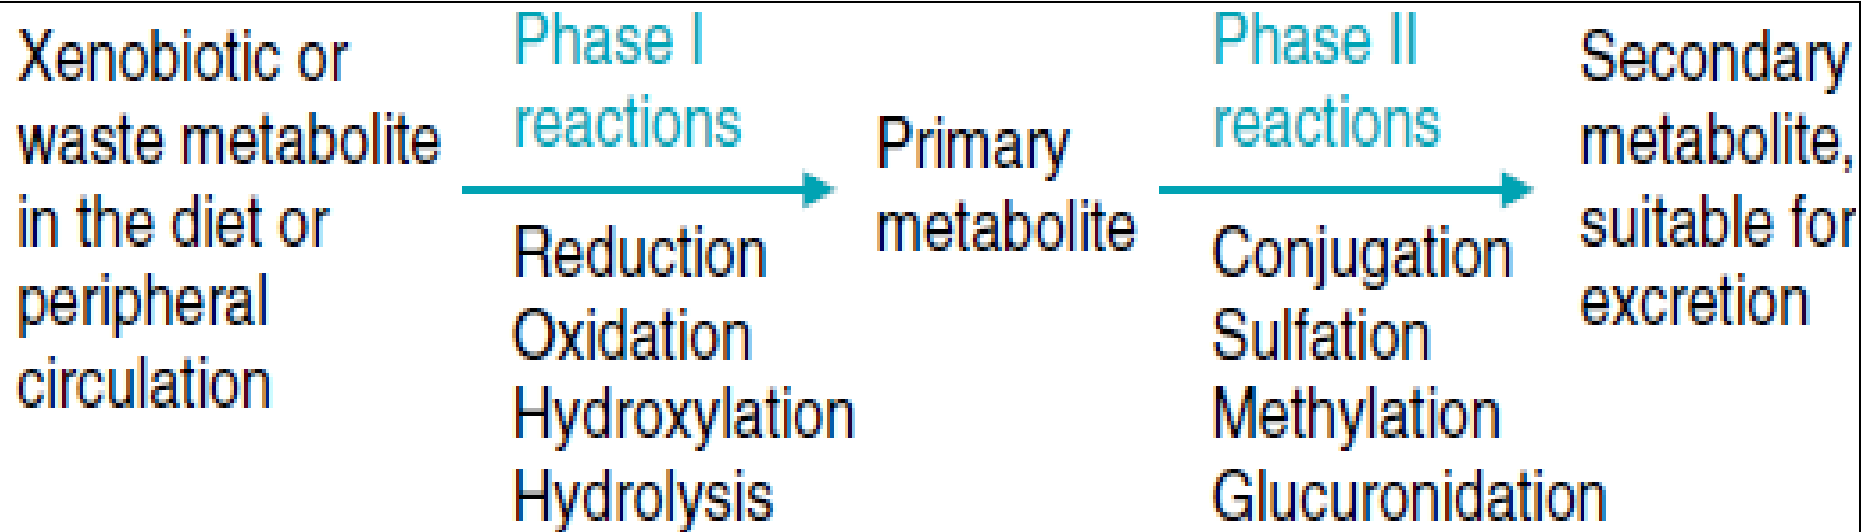 Xenobiotic or
waste metabolite
in the diet or
peripheral
circulation
Phase I
reactions
Reduction
Oxidation
Hydroxylation
Hydrolysis
Primary
metabolite
Phase II
reactions
Conjugation
Sulfation
Methylation
Glucuronidation
Secondary
metabolite,
suitable for
excretion